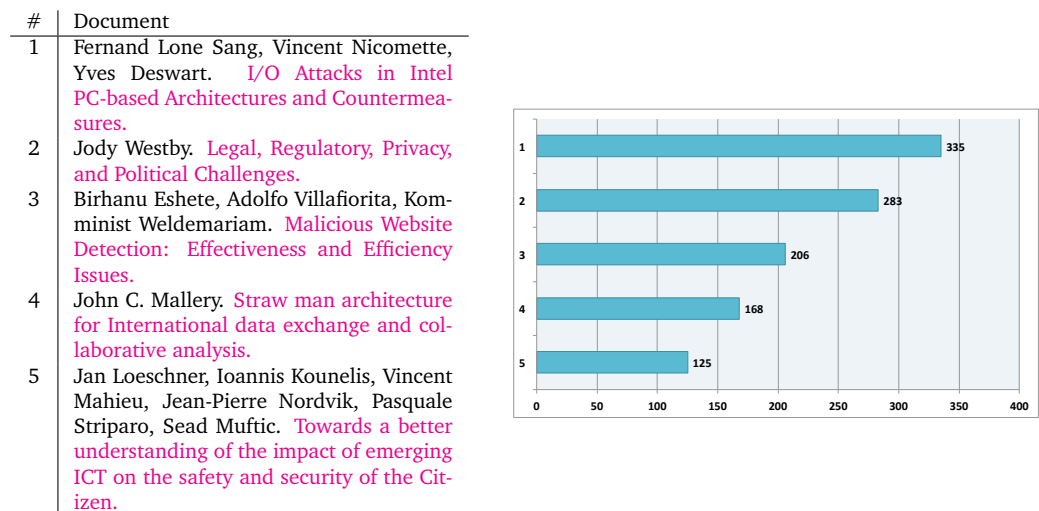 # Document
1 Fernand Lone Sang, Vincent Nicomette,
Yves Deswart. I/O Attacks in Intel
PC-based Architectures and Countermea-
sures.
2 Jody Westby. Legal, Regulatory, Privacy,
and Political Challenges.
3 Birhanu Eshete, Adolfo Villafiorita, Kom-
minist Weldemariam. Malicious Website
Detection: Effectiveness and Efficiency
Issues.
4 John C. Mallery. Straw man architecture
for International data exchange and col-
laborative analysis.
5 Jan Loeschner, Ioannis Kounelis, Vincent
Mahieu, Jean-Pierre Nordvik, Pasquale
Striparo, Sead Muftic. Towards a better
understanding of the impact of emerging
ICT on the safety and security of the Cit-
izen.
1 335
2 283
3 206
4 168
5 125
0 50 100 150 200 250 300 350 400